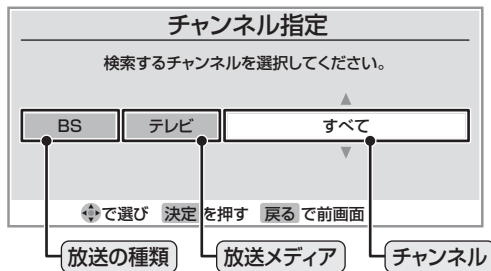 チャンネル指定
検索するチャンネルを選択してください。
BS テレビ すべて
で選び 決定 を押す 戻る で前画面
放送の種類 放送メディア チャンネル